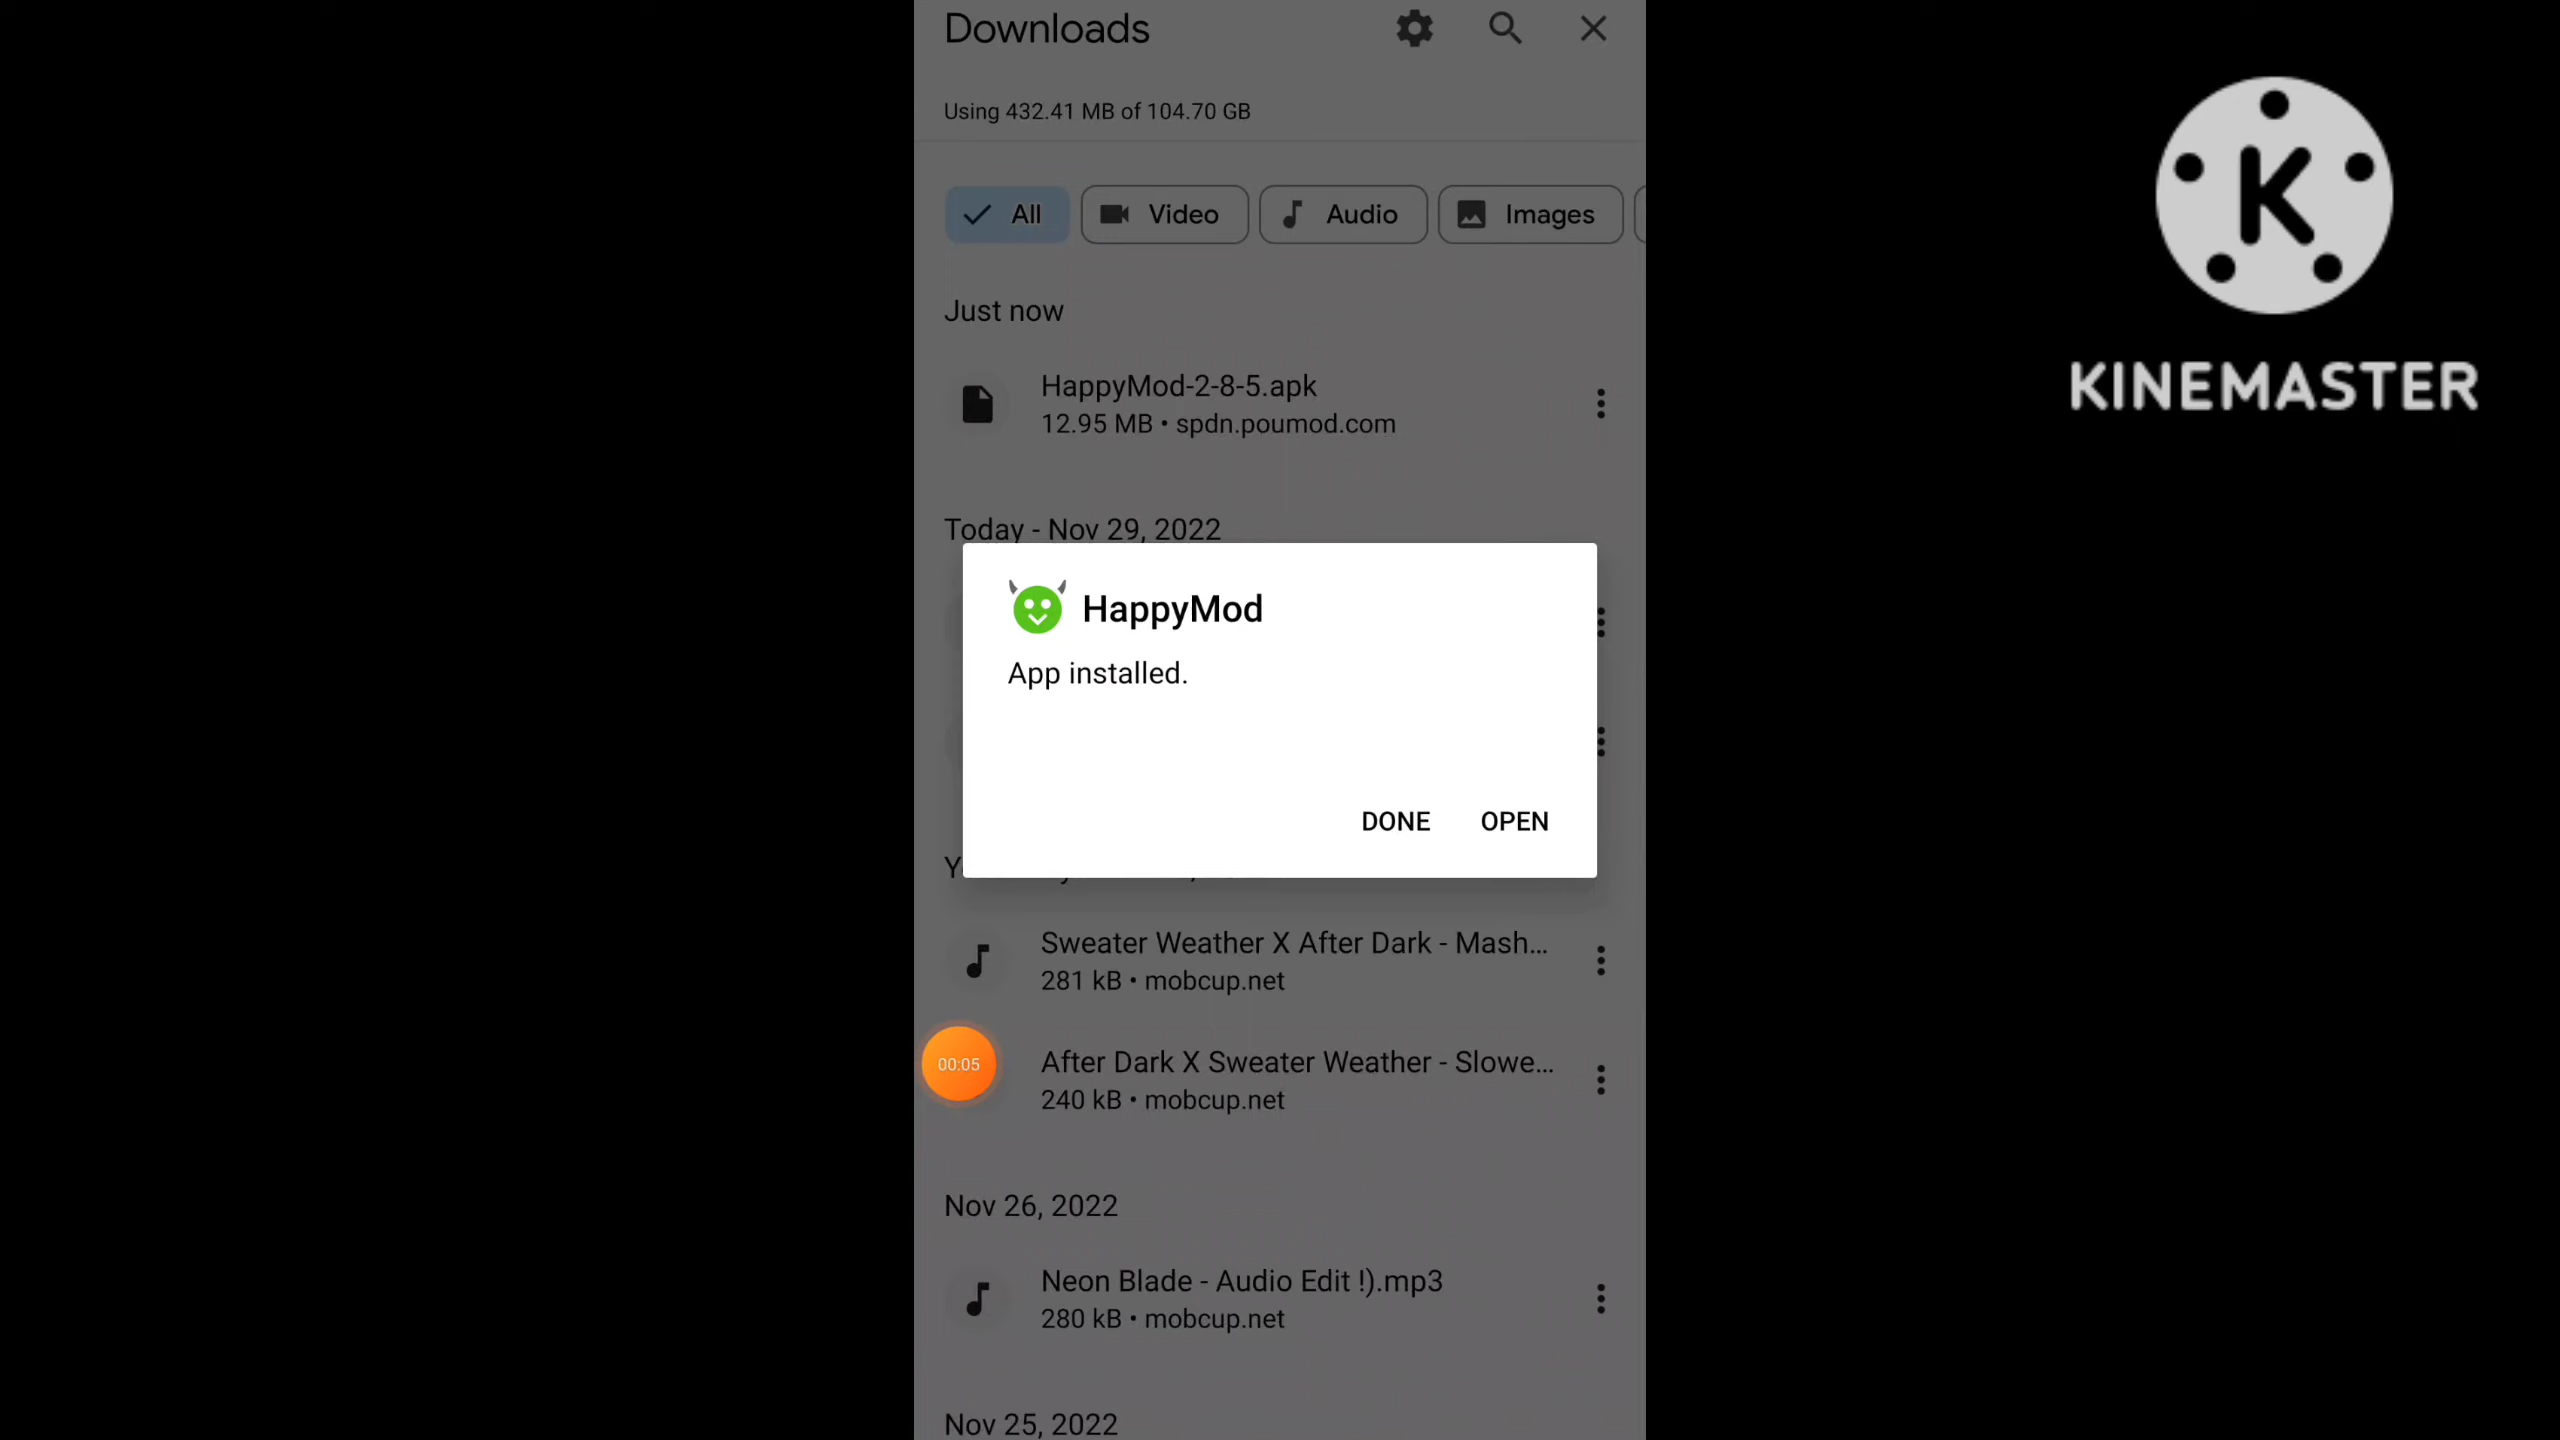 Downloads
Using 432.41 MB of 104.70 GB
All
Video
Audio
Images
Just now
HappyMod-2-8-5.apk
12.95 MB • spdn.poumod.com
Today - Nov 29, 2022
HappyMod
App installed.
DONE
OPEN
Sweater Weather X After Dark - Mash...
281 kB • mobcup.net
00:05
After Dark X Sweater Weather - Slowe...
240 kB • mobcup.net
Nov 26, 2022
Neon Blade - Audio Edit !).mp3
280 kB • mobcup.net
Nov 25, 2022
K
KINEMASTER